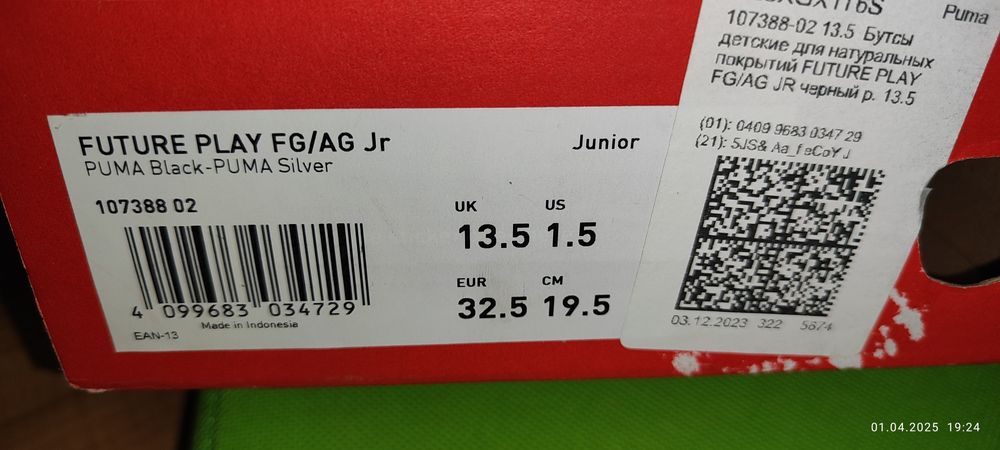 FUTURE PLAY FG/AG Jr
Junior
PUMA Black-PUMA Silver
107388 02
UK US
13.5 1.5
EUR CM
32.5 19.5
4 099683 034729
Made in Indonesia
EAN-13
Puma
107388-02 13.5 Бутсы
детские для натуральных
покрытий FUTURE PLAY
FG/AG JR черный р. 13.5
(01): 0409 9683 0347 29
(21):
03.12.2023 322 5674
01.04.2025 19:24